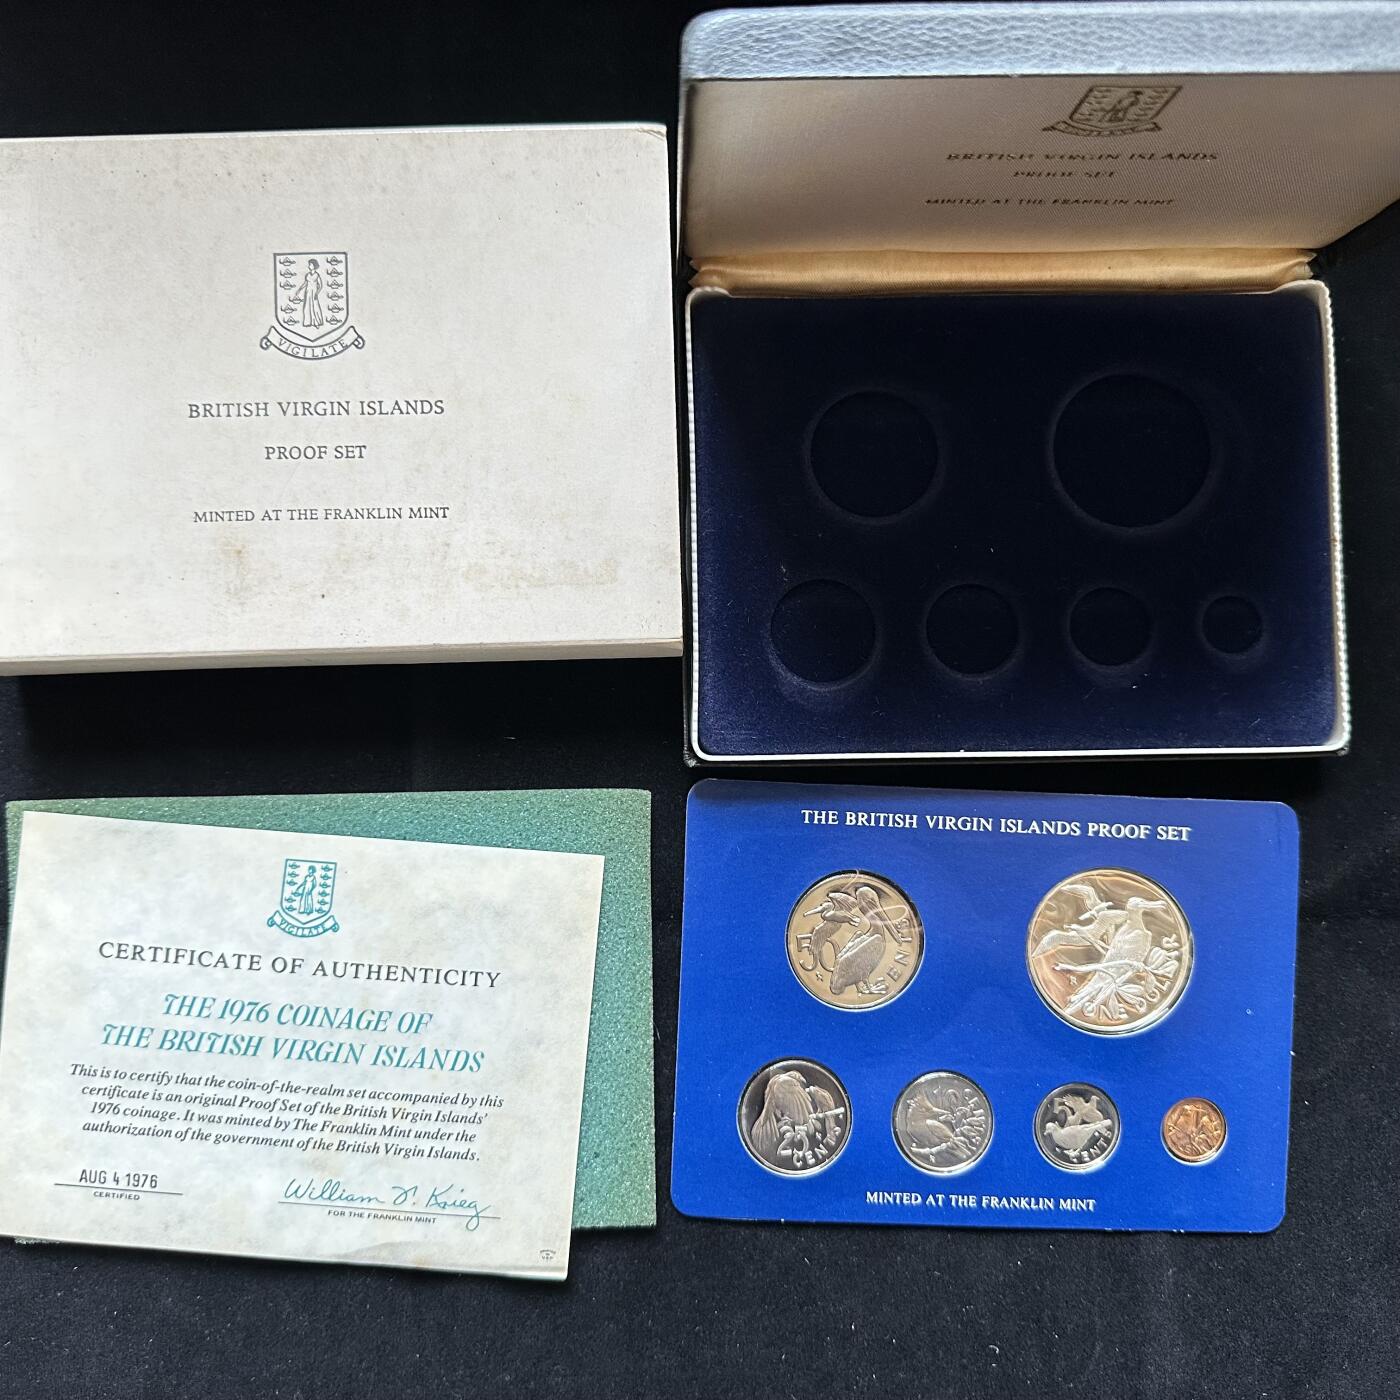 VIGILATE
BRITISH VIRGIN ISLANDS
PROOF SET
MINTED AT THE FRANKLIN MINT
BRITISH VIRGIN ISLANDS
PROOF SET
MINTED AT THE FRANKLIN MINT
VIGILATE
CERTIFICATE OF AUTHENTICITY
THE 1976 COINAGE OF
THE BRITISH VIRGIN ISLANDS
This is to certify that the coin-of-the-realm set accompanied by this
certificate is an original Proof Set of the British Virgin Islands'
1976 coinage. It was minted by The Franklin Mint under the
authorization of the government of the British Virgin Islands.
AUG 4 1976
CERTIFIED
William T. Krieg
FOR THE FRANKLIN MINT
THE BRITISH VIRGIN ISLANDS PROOF SET
50 CENTS
ONE DOLLAR
25 CENTS
5 CENTS
MINTED AT THE FRANKLIN MINT